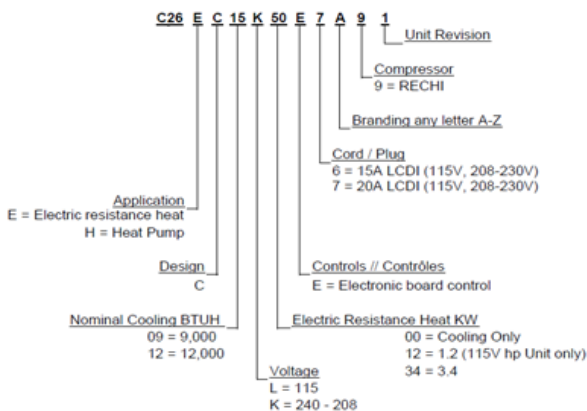 C26 E C 15 K 50 E 7 A 9 1
Unit Revision
Compressor
9 = RECHI
Branding any letter A-Z
Cord / Plug
6 = 15A LCDI (115V, 208-230V)
7 = 20A LCDI (115V, 208-230V)
Application
E = Electric resistance heat
H = Heat Pump
Design
C
Controls // Contrôles
E = Electronic board control
Nominal Cooling BTUH
09 = 9,000
12 = 12,000
Electric Resistance Heat KW
00 = Cooling Only
12 = 1.2 (115V hp Unit only)
34 = 3.4
Voltage
L = 115
K = 240 - 208